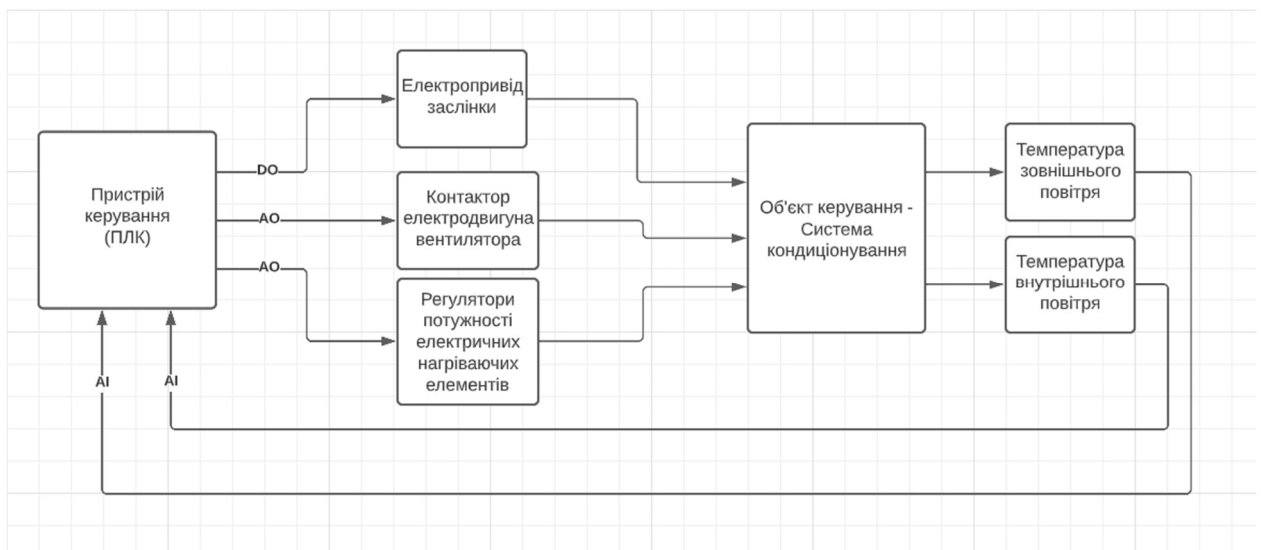 Пристрій
керування
(ПЛК)
DO
AO
AO
AI
AI
Електропривід
заслінки
Контактор
електродвигуна
вентилятора
Регулятори
потужності
електричних
нагріваючих
елементів
Об'єкт керування -
Система
кондиціонування
Температура
зовнішнього
повітря
Температура
внутрішнього
повітря